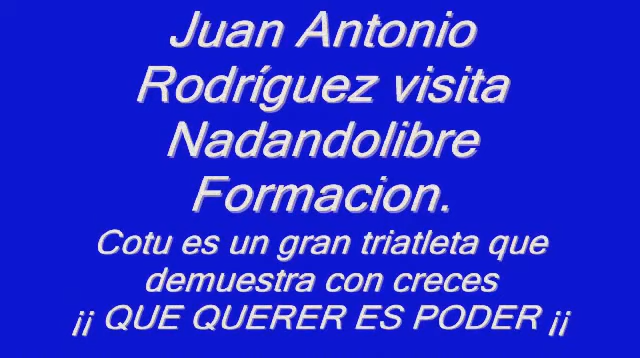 Juan Antonio
Rodríguez visita
Nadandolibre
Formacion.
Cotu es un gran triatleta que
demuestra con creces
¡¡ QUE QUERER ES PODER ¡¡